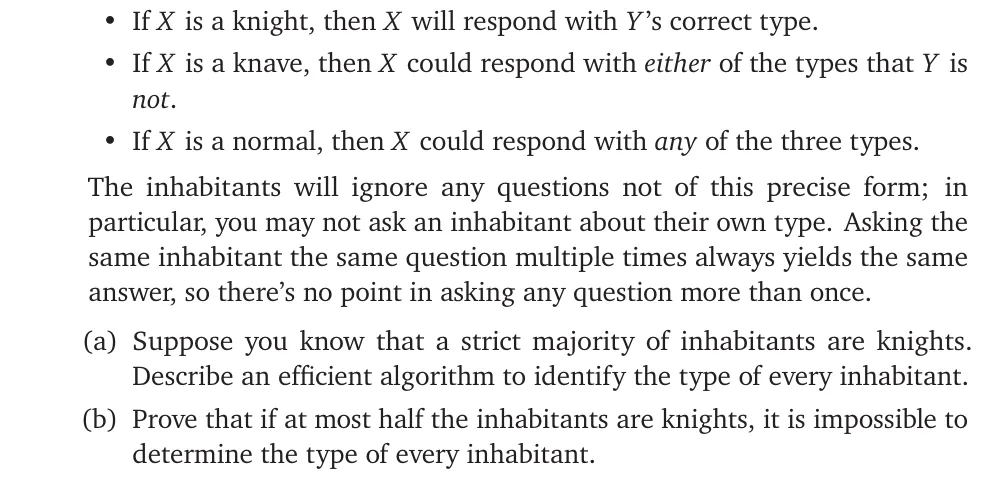 • If X is a knight, then X will respond with Y’s correct type.
• If X is a knave, then X could respond with either of the types that Y is
not.
• If X is a normal, then X could respond with any of the three types.
The inhabitants will ignore any questions not of this precise form; in
particular, you may not ask an inhabitant about their own type. Asking the
same inhabitant the same question multiple times always yields the same
answer, so there’s no point in asking any question more than once.
(a) Suppose you know that a strict majority of inhabitants are knights.
Describe an efficient algorithm to identify the type of every inhabitant.
(b) Prove that if at most half the inhabitants are knights, it is impossible to
determine the type of every inhabitant.